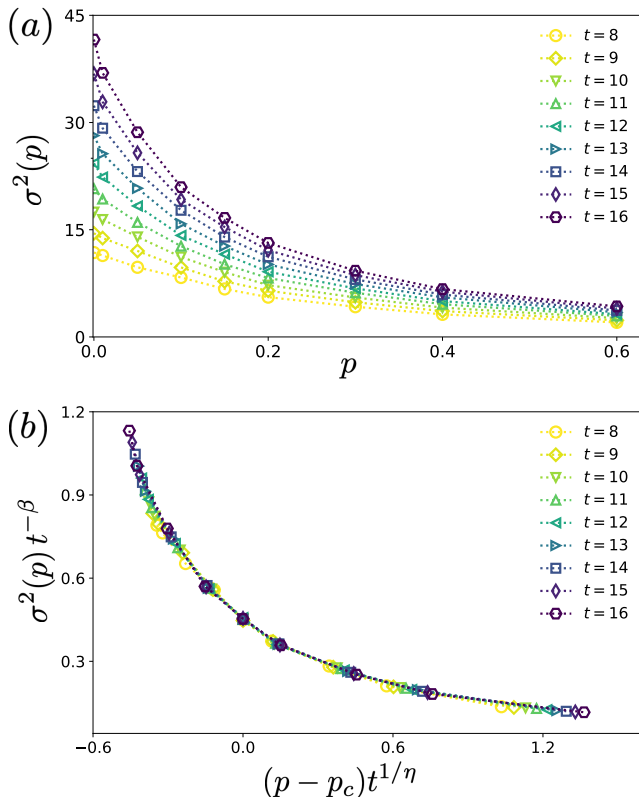 (a)
45
30
15
0
σ²(p)
0.0 0.2 0.4 0.6
p
t = 8
t = 9
t = 10
t = 11
t = 12
t = 13
t = 14
t = 15
t = 16
(b)
1.2
0.9
0.6
0.3
σ²(p) t^{-β}
−0.6 0.0 0.6 1.2
(p − p_c)t^{1/η}
t = 8
t = 9
t = 10
t = 11
t = 12
t = 13
t = 14
t = 15
t = 16